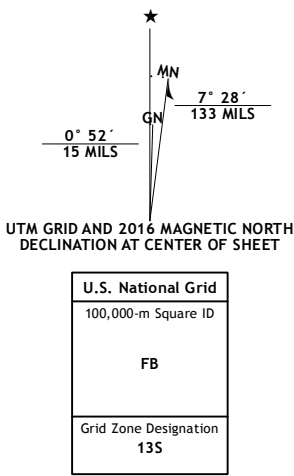 ★
MN
7° 28´
133 MILS
GN
0° 52´
15 MILS
UTM GRID AND 2016 MAGNETIC NORTH
DECLINATION AT CENTER OF SHEET
U.S. National Grid
100,000-m Square ID
FB
Grid Zone Designation
13S